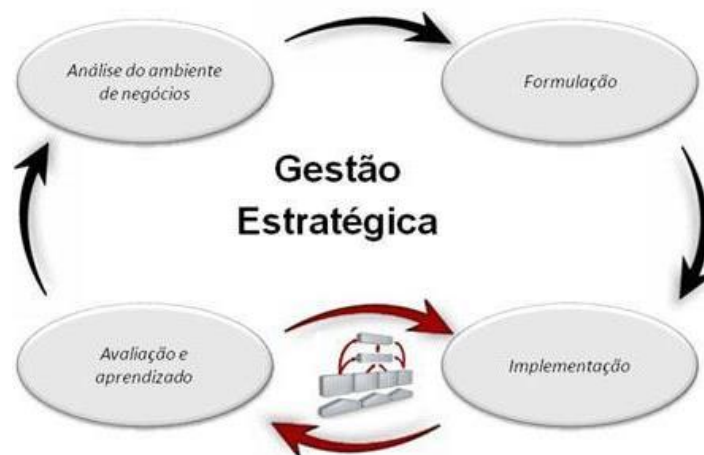 Análise do ambiente
de negócios
Formulação
Gestão
Estratégica
Avaliação e
aprendizado
Implementação